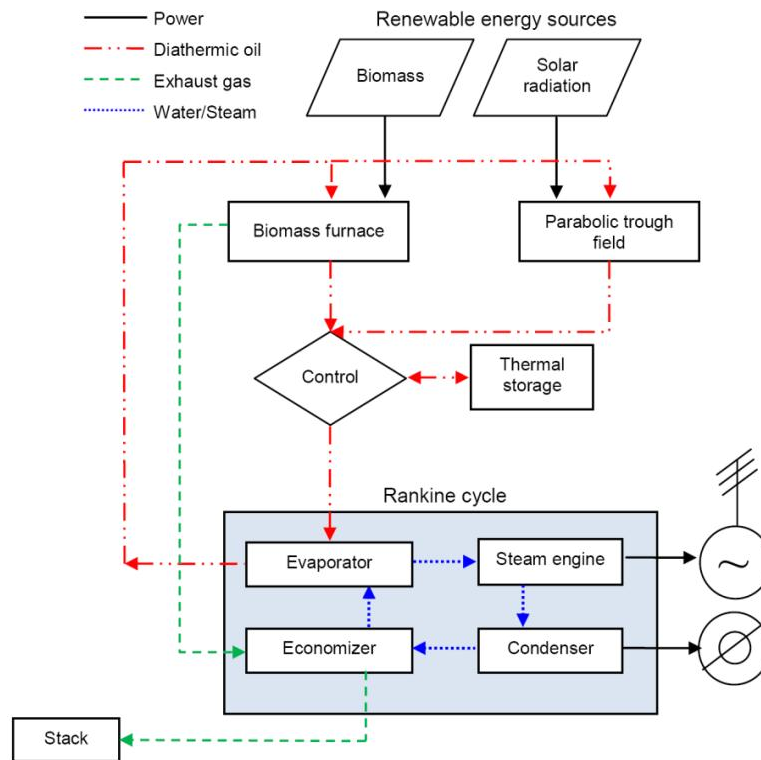 Power
Diathermic oil
Exhaust gas
Water/Steam
Renewable energy sources
Biomass
Solar
radiation
Biomass furnace
Parabolic trough
field
Control
Thermal
storage
Rankine cycle
Evaporator
Steam engine
Economizer
Condenser
Stack